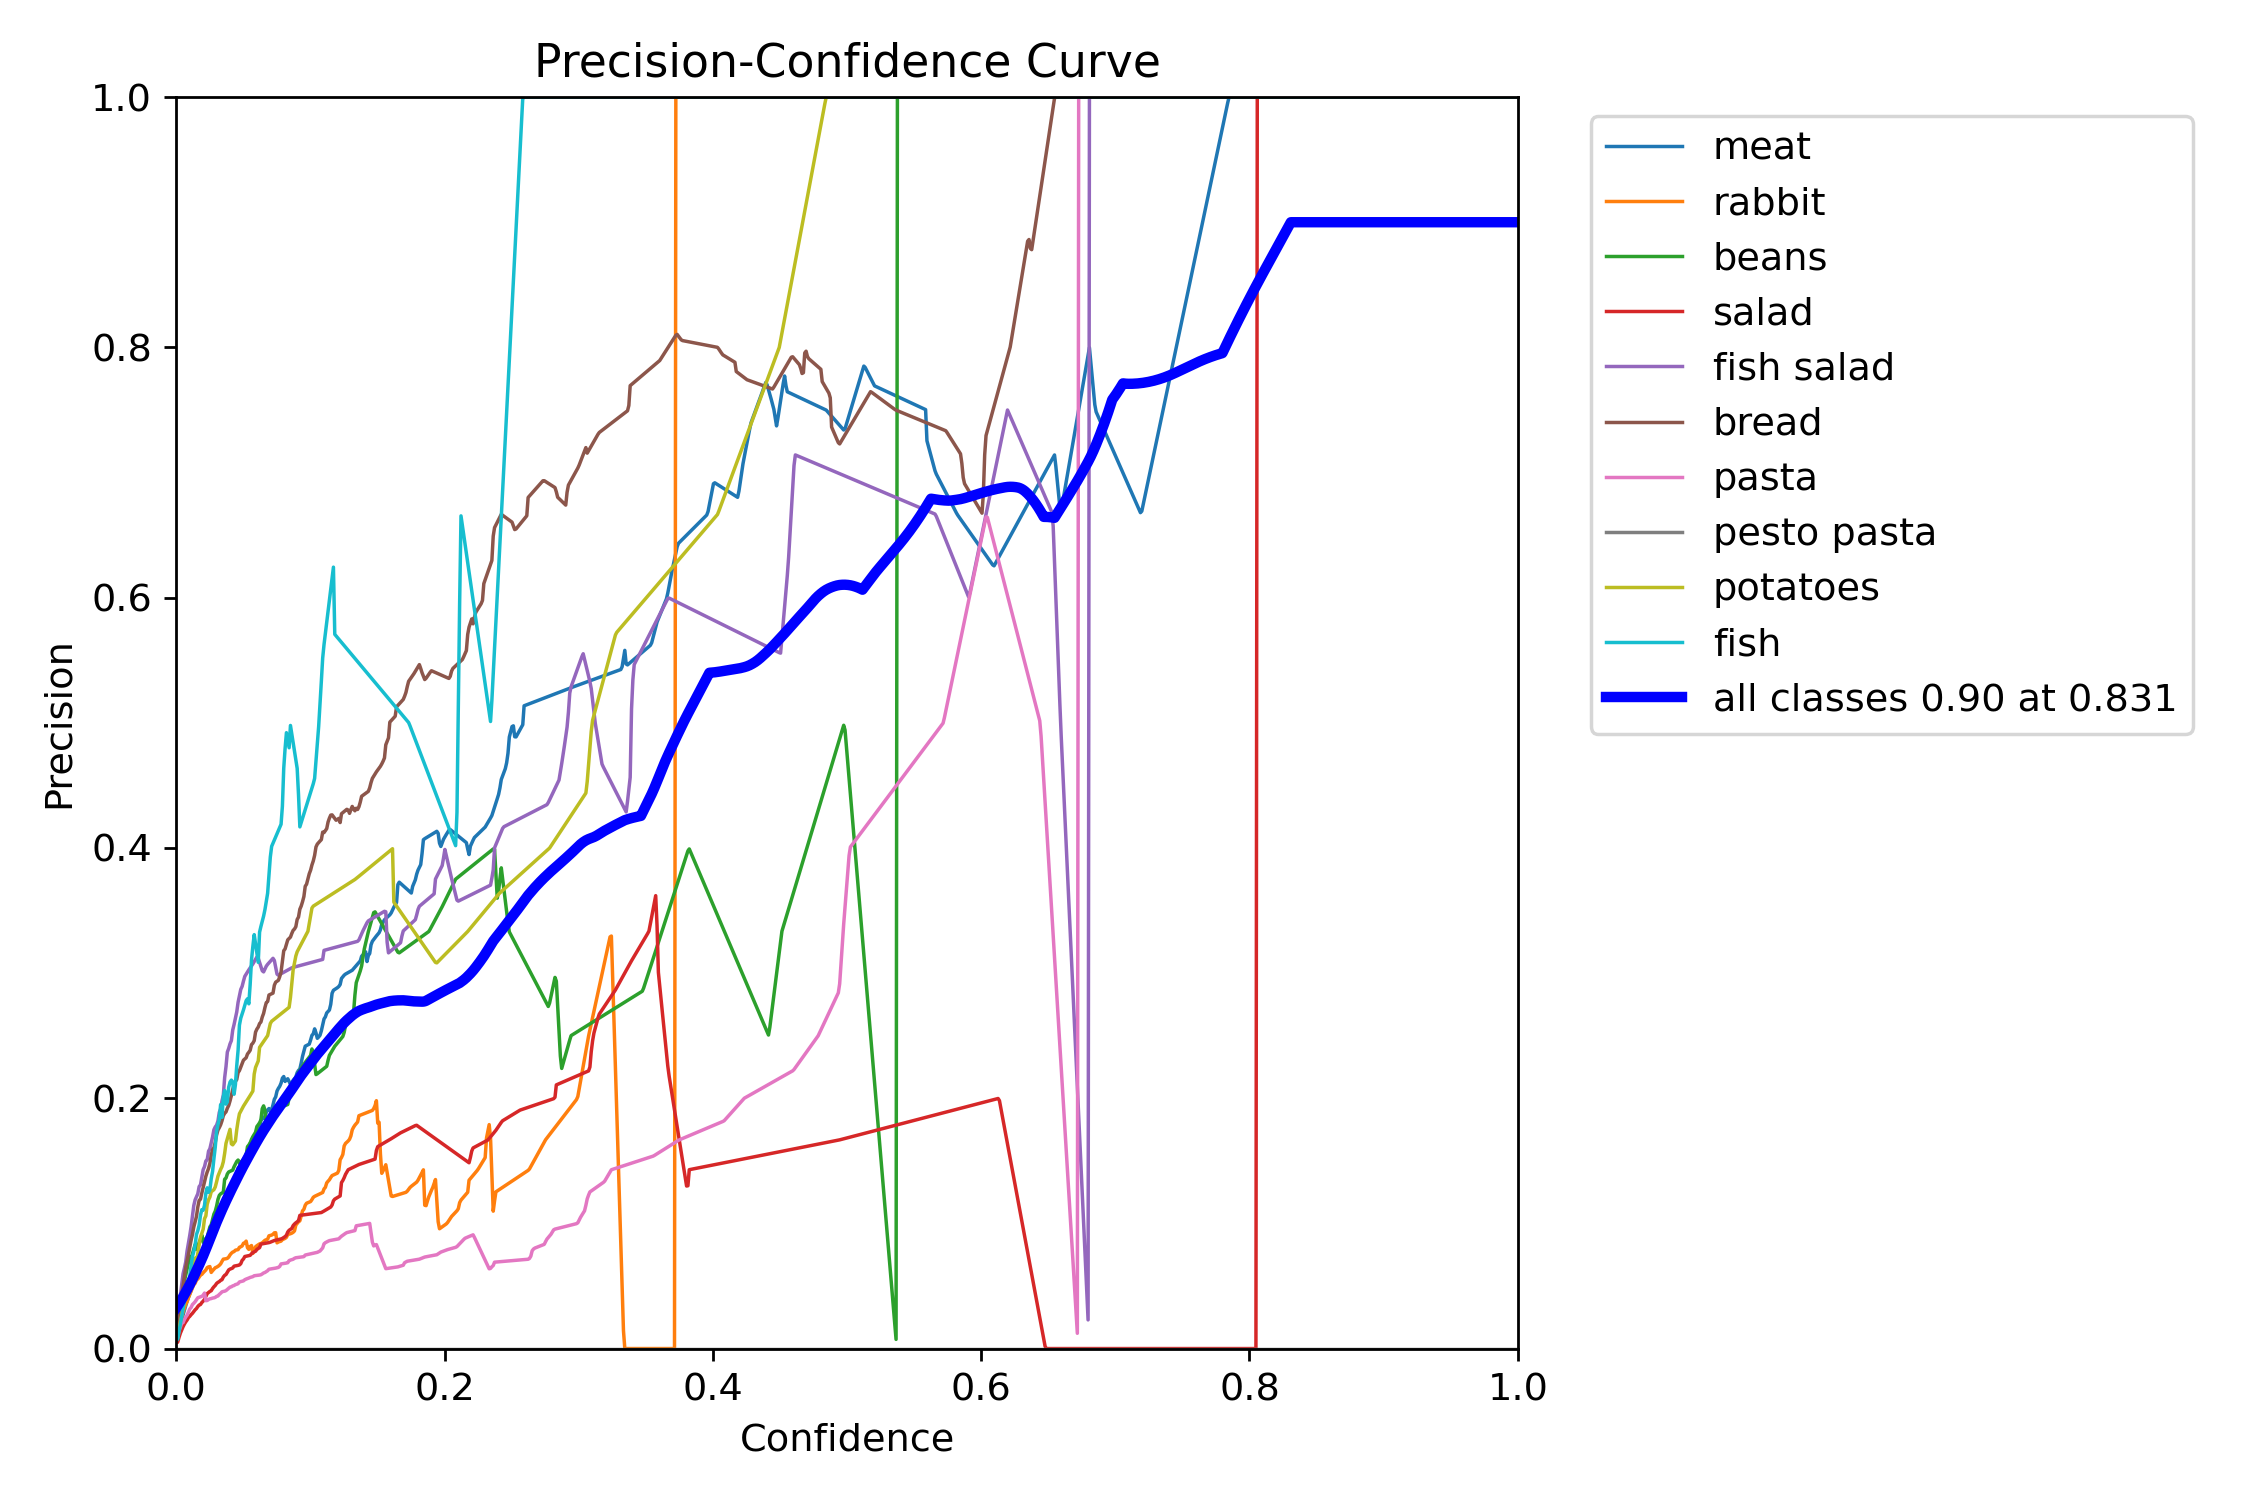 Precision-Confidence Curve
1.0
0.8
0.6
0.4
0.2
0.0
Precision
0.0 0.2 0.4 0.6 0.8 1.0
Confidence
meat
rabbit
beans
salad
fish salad
bread
pasta
pesto pasta
potatoes
fish
all classes 0.90 at 0.831